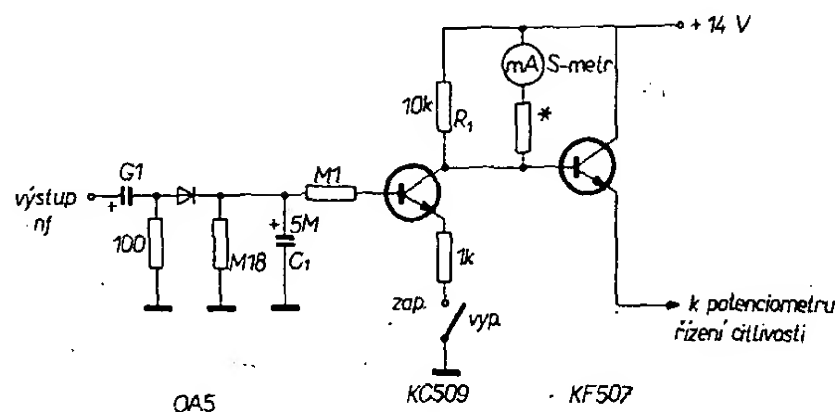 + 14 V
mA
S-metr
10k
R₁
*
G1
M1
výstup
nf
+
100
M18
+
5M
C₁
1k
zap.
vyp.
k potenciometru
řízení citlivosti
OA5
KC509
KF507